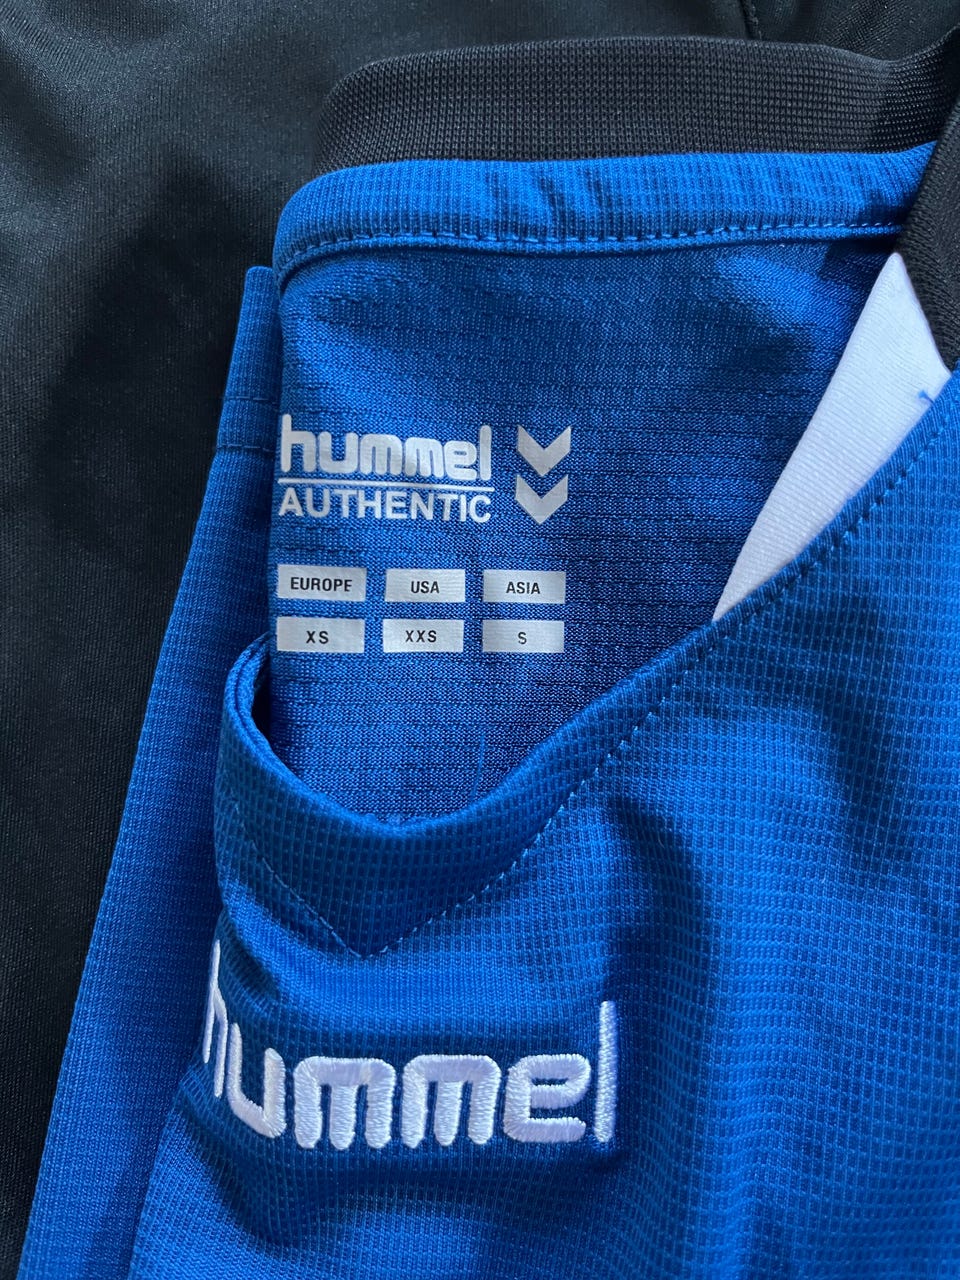 hummel
AUTHENTIC
EUROPE USA ASIA
XS XXS S
hummel